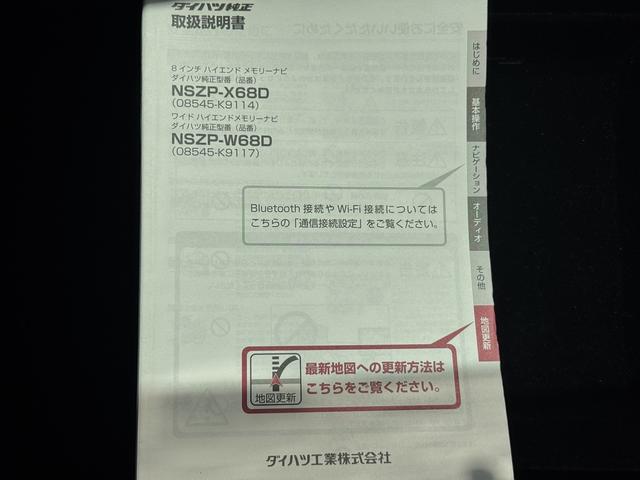 ダイハツ純正
取扱説明書
8インチ ハイエンド メモリーナビ
ダイハツ純正型番（品番）
NSZP-X68D
（08545-K9114）
ワイド ハイエンドメモリーナビ
ダイハツ純正型番（品番）
NSZP-W68D
（08545-K9117）
Bluetooth 接続や Wi-Fi 接続については
こちらの「通信接続設定」をご覧ください。
最新地図への更新方法は
こちらをご覧ください。
地図更新
ダイハツ工業株式会社
はじめに
基本操作
ナビゲーション
オーディオ
その他
地図更新